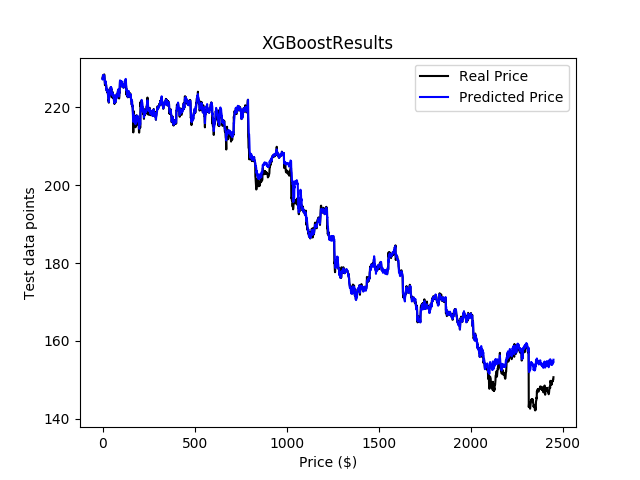 XGBoostResults
Real Price
Predicted Price
Test data points
220
200
180
160
140
0
500
1000
1500
2000
2500
Price ($)